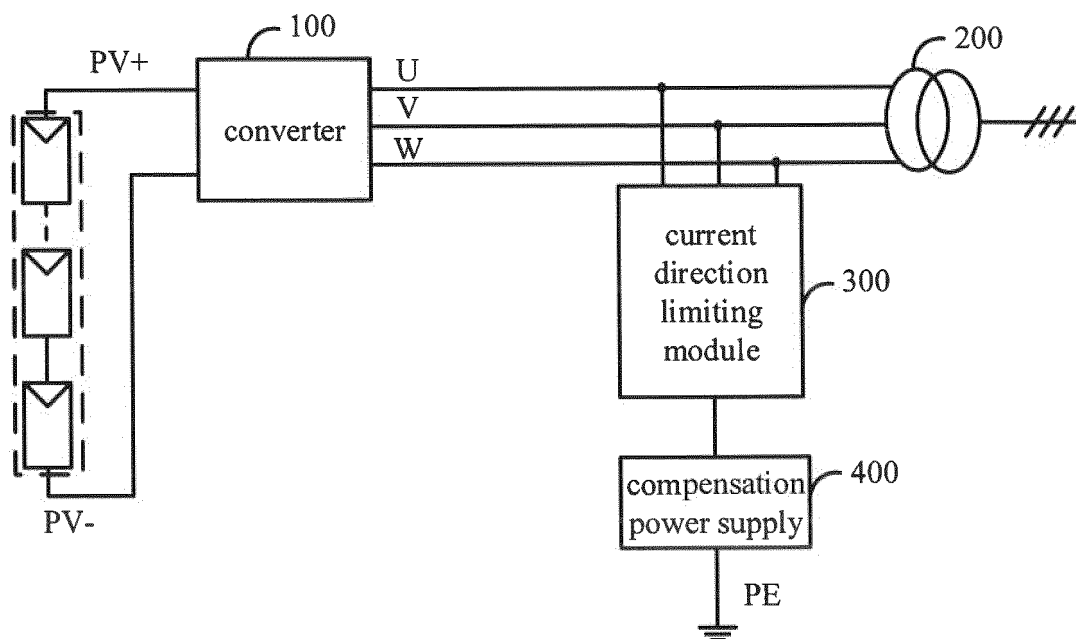 100
200
PV+
U
converter
V
W
current
direction
limiting
module
300
400
compensation
power supply
PV-
PE